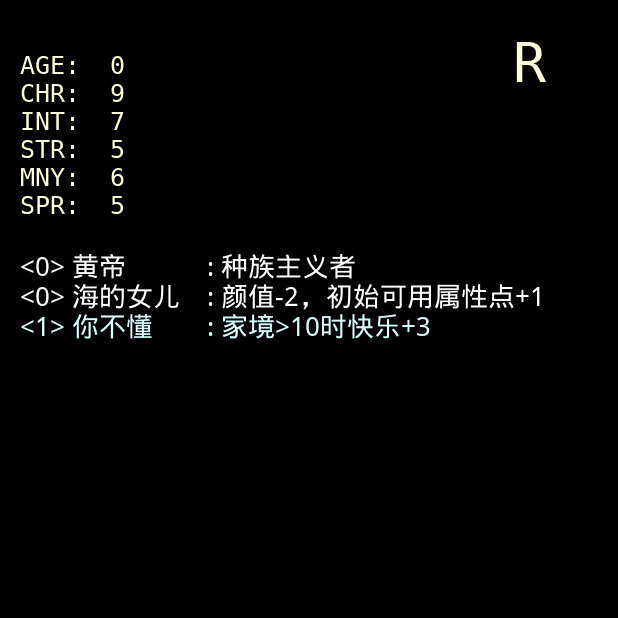 R
AGE: 0
CHR: 9
INT: 7
STR: 5
MNY: 6
SPR: 5
<0> 黄帝 : 种族主义者
<0> 海的女儿 : 颜值-2，初始可用属性点+1
<1> 你不懂 : 家境>10时快乐+3